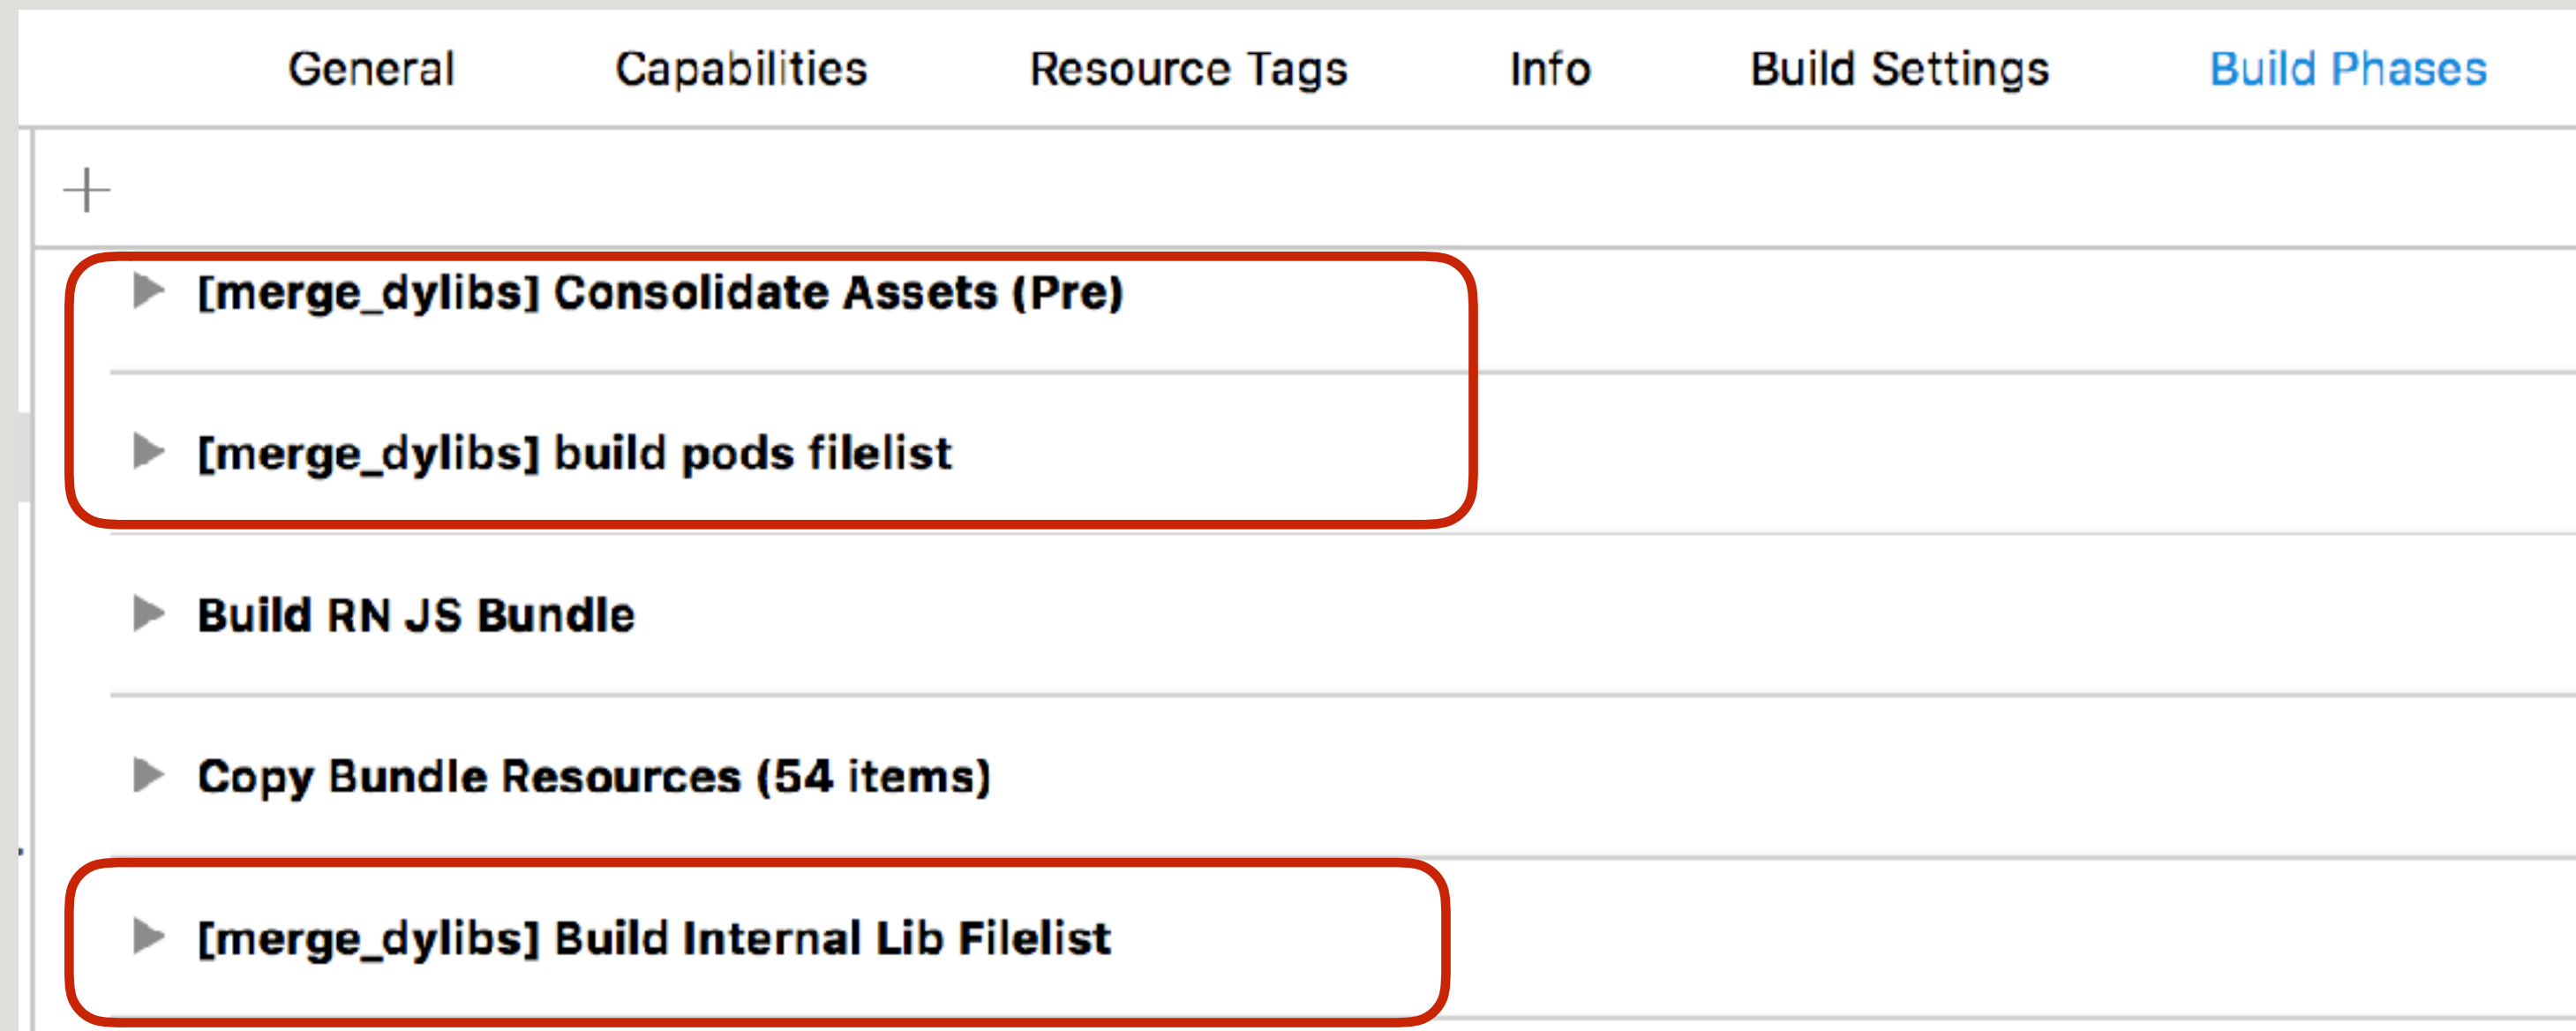 General Capabilities Resource Tags Info Build Settings Build Phases
[merge_dylibs] Consolidate Assets (Pre)
[merge_dylibs] build pods filelist
Build RN JS Bundle
Copy Bundle Resources (54 items)
[merge_dylibs] Build Internal Lib Filelist